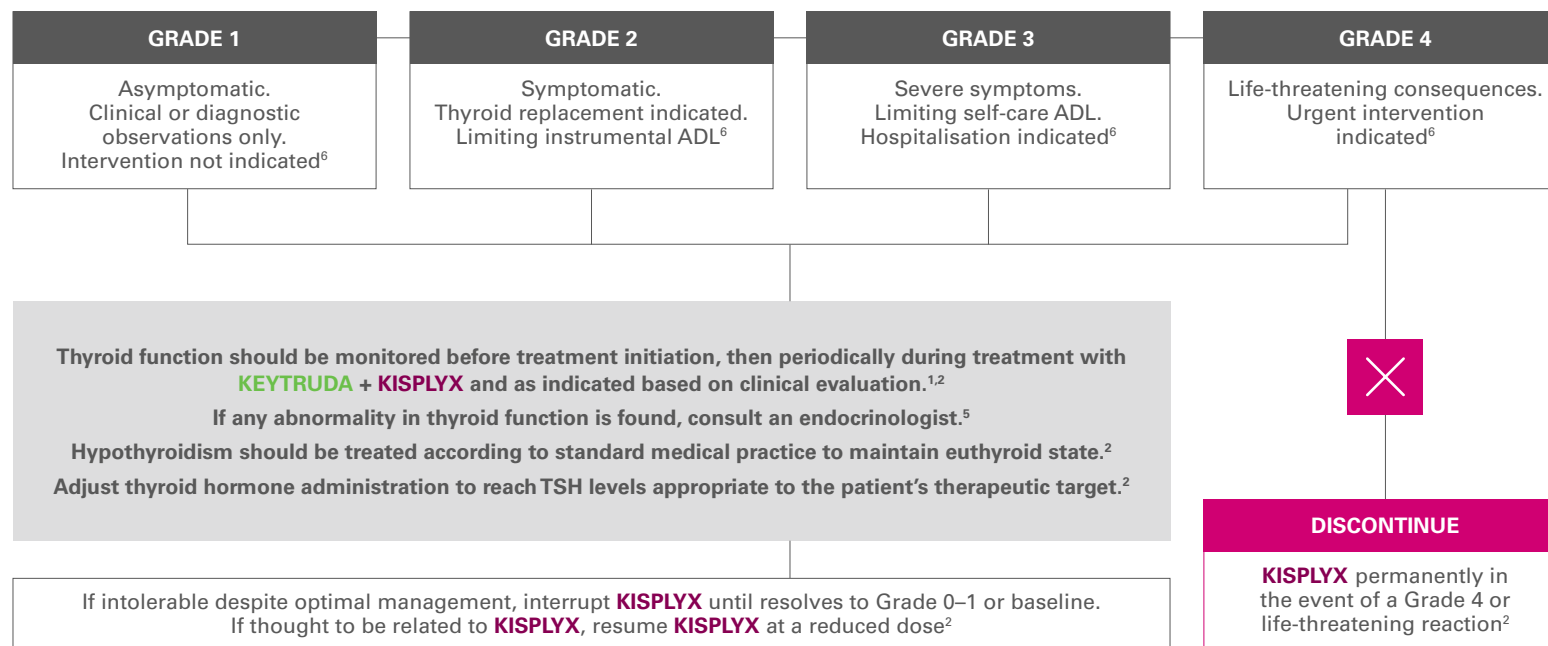 GRADE 1
Asymptomatic.
Clinical or diagnostic
observations only.
Intervention not indicated6
GRADE 2
Symptomatic.
Thyroid replacement indicated.
Limiting instrumental ADL6
GRADE 3
Severe symptoms.
Limiting self-care ADL.
Hospitalisation indicated6
GRADE 4
Life-threatening consequences.
Urgent intervention
indicated6
Thyroid function should be monitored before treatment initiation, then periodically during treatment with
KEYTRUDA + KISPLYX and as indicated based on clinical evaluation.1,2
If any abnormality in thyroid function is found, consult an endocrinologist.5
Hypothyroidism should be treated according to standard medical practice to maintain euthyroid state.2
Adjust thyroid hormone administration to reach TSH levels appropriate to the patient's therapeutic target.2
If intolerable despite optimal management, interrupt KISPLYX until resolves to Grade 0–1 or baseline.
If thought to be related to KISPLYX, resume KISPLYX at a reduced dose2
DISCONTINUE
KISPLYX permanently in
the event of a Grade 4 or
life-threatening reaction2